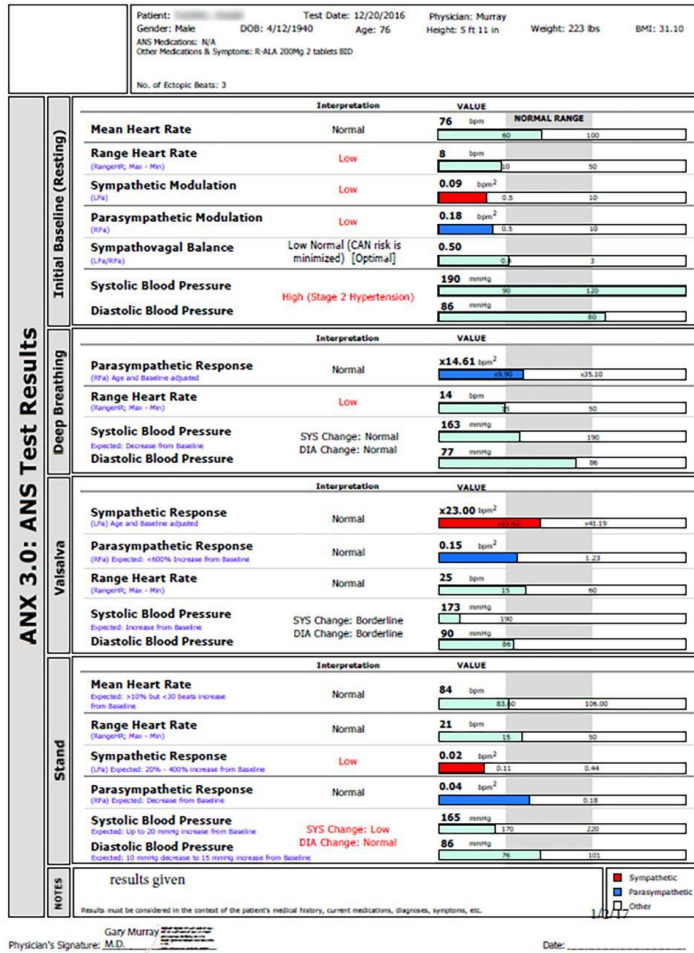 Patient: Test Date: 12/20/2016 Physician: Murray
Gender: Male DOB: 4/12/1940 Age: 76 Height: 5 ft 11 in Weight: 223 lbs BMI: 31.10
ANS Medications: N/A
Other Medications & Symptoms: R-ALA 200Mg 2 tablets BID
No. of Ectopic Beats: 3
ANX 3.0: ANS Test Results
Initial Baseline (Resting)
Interpretation VALUE
Mean Heart Rate Normal 76 bpm NORMAL RANGE
60 100
Range Heart Rate Low 8 bpm
(RangeHR; Max - Min) 10 50
Sympathetic Modulation Low 0.09 bpm²
(LFa) 0.5 10
Parasympathetic Modulation Low 0.18 bpm²
(RFa) 0.5 10
Sympathovagal Balance Low Normal (CAN risk is 0.50
(LFa/RFa) minimized) [Optimal] 3
Systolic Blood Pressure 190 mmHg
90 120
High (Stage 2 Hypertension)
Diastolic Blood Pressure 86 mmHg
80
Deep Breathing
Interpretation VALUE
Parasympathetic Response Normal x14.61 bpm²
(RFa) Age and Baseline adjusted x9.90 x35.10
Range Heart Rate Low 14 bpm
(RangeHR; Max - Min) 15 50
Systolic Blood Pressure SYS Change: Normal 163 mmHg
Expected: Decrease from Baseline 190
Diastolic Blood Pressure DIA Change: Normal 77 mmHg
86
Valsalva
Interpretation VALUE
Sympathetic Response Normal x23.00 bpm²
(LFa) Age and Baseline adjusted x41.19
Parasympathetic Response Normal 0.15 bpm²
(RFa) Expected: <600% Increase from Baseline 1.23
Range Heart Rate Normal 25 bpm
(RangeHR; Max - Min) 15 60
Systolic Blood Pressure SYS Change: Borderline 173 mmHg
Expected: Increase from Baseline 190
Diastolic Blood Pressure DIA Change: Borderline 90 mmHg
86
Stand
Interpretation VALUE
Mean Heart Rate Normal 84 bpm
Expected: >10% but <30 beats increase 83.60 106.00
from Baseline
Range Heart Rate Normal 21 bpm
(RangeHR; Max - Min) 15 50
Sympathetic Response Low 0.02 bpm²
(LFa) Expected: 20% - 400% increase from Baseline 0.11 0.44
Parasympathetic Response Normal 0.04 bpm²
(RFa) Expected: Decrease from Baseline 0.18
Systolic Blood Pressure SYS Change: Low 165 mmHg
Expected: Up to 20 mmHg increase from Baseline 170 220
Diastolic Blood Pressure DIA Change: Normal 86 mmHg
Expected: 10 mmHg decrease to 15 mmHg increase from Baseline 76 101
NOTES
results given
Results must be considered in the context of the patient's medical history, current medications, diagnoses, symptoms, etc.
Sympathetic
Parasympathetic
Other
1/2/17
Gary Murray
Physician's Signature: M.D. Date: